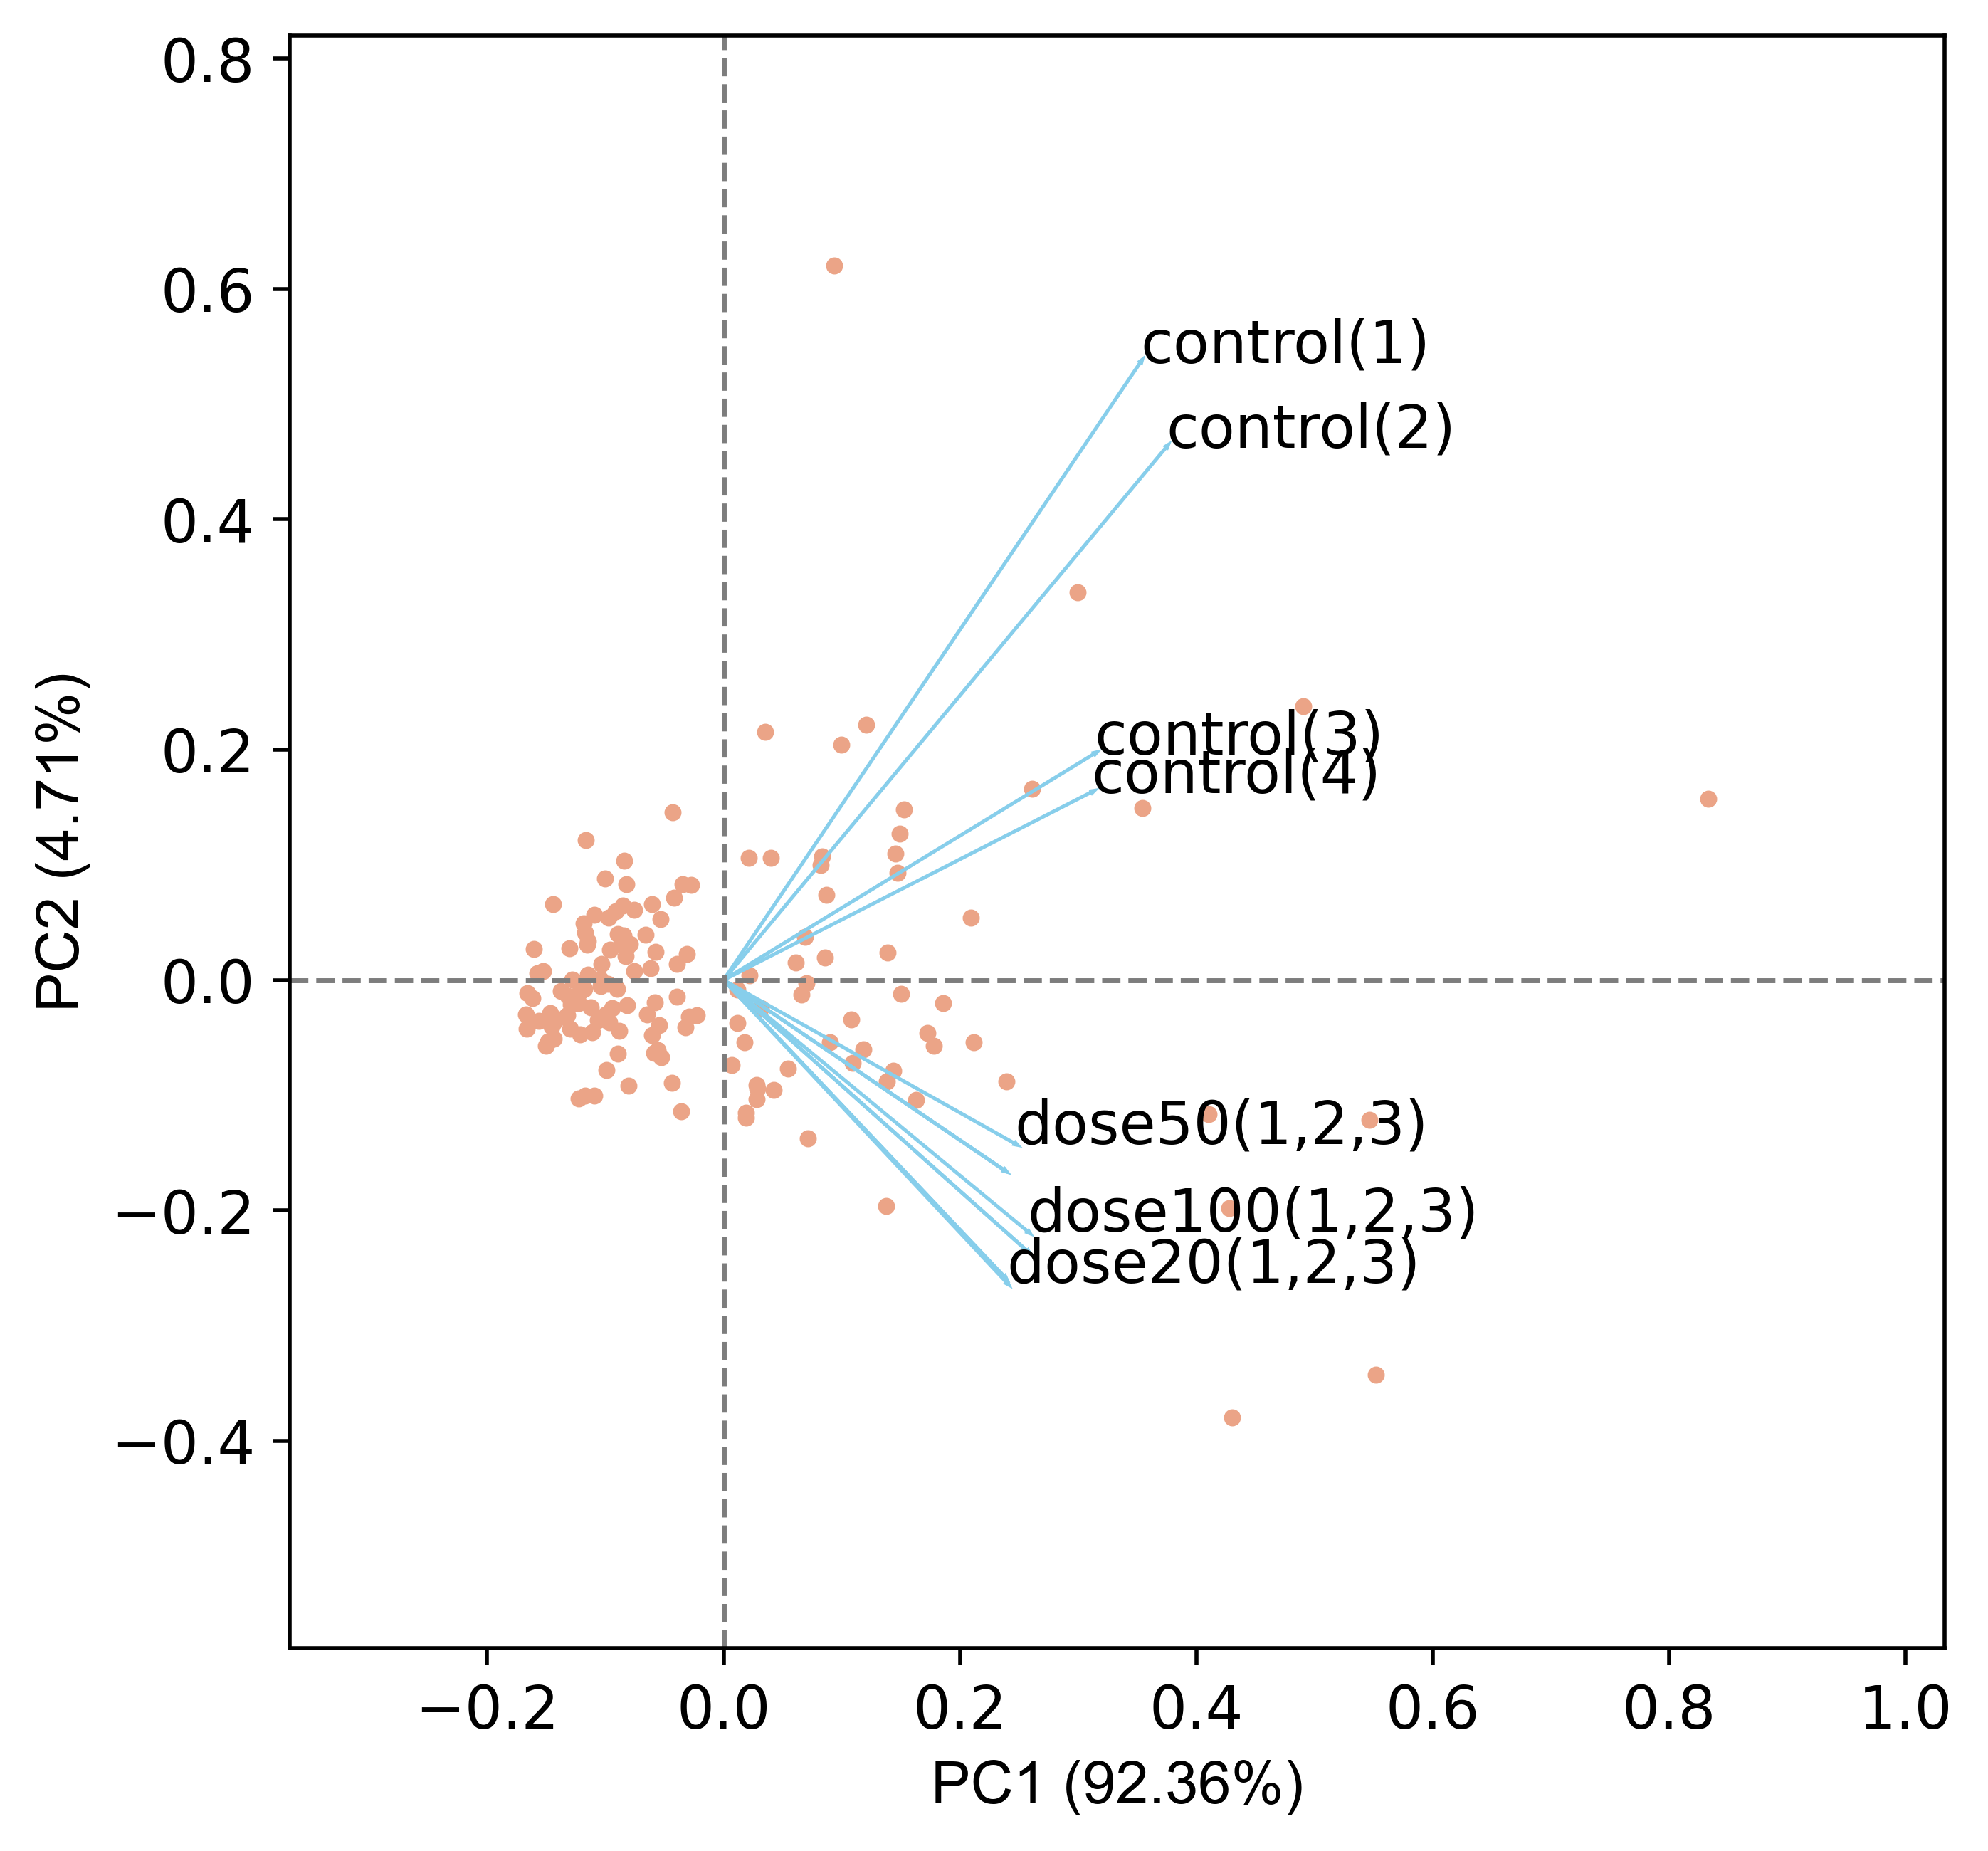 0.8
0.6
0.4
0.2
0.0
−0.2
−0.4
PC2 (4.71%)
control(1)
control(2)
control(3)
control(4)
dose50(1,2,3)
dose100(1,2,3)
dose20(1,2,3)
−0.2 0.0 0.2 0.4 0.6 0.8 1.0
PC1 (92.36%)